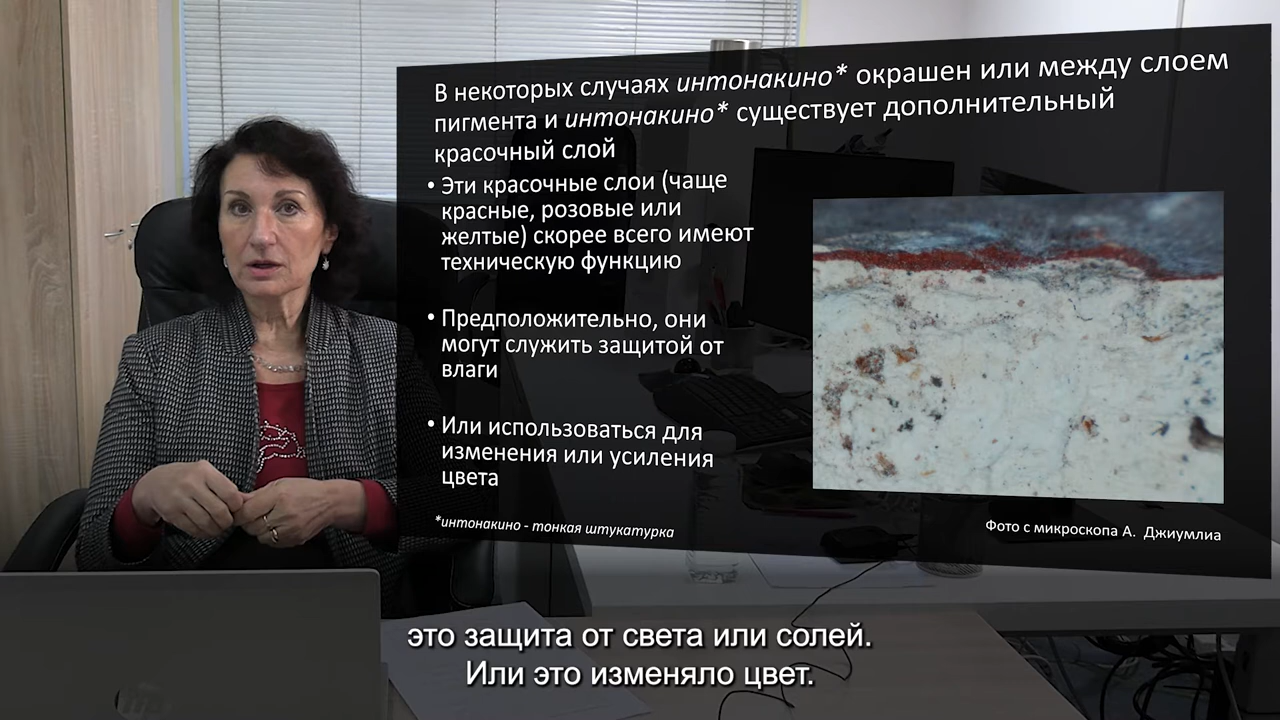 В некоторых случаях интонакино* окрашен или между слоем
пигмента и интонакино* существует дополнительный
красочный слой
• Эти красочные слои (чаще
красные, розовые или
желтые) скорее всего имеют
техническую функцию
• Предположительно, они
могут служить защитой от
влаги
• Или использоваться для
изменения или усиления
цвета
*интонакино - тонкая штукатурка
Фото с микроскопа А. Джиумлиа
это защита от света или солей.
Или это изменяло цвет.